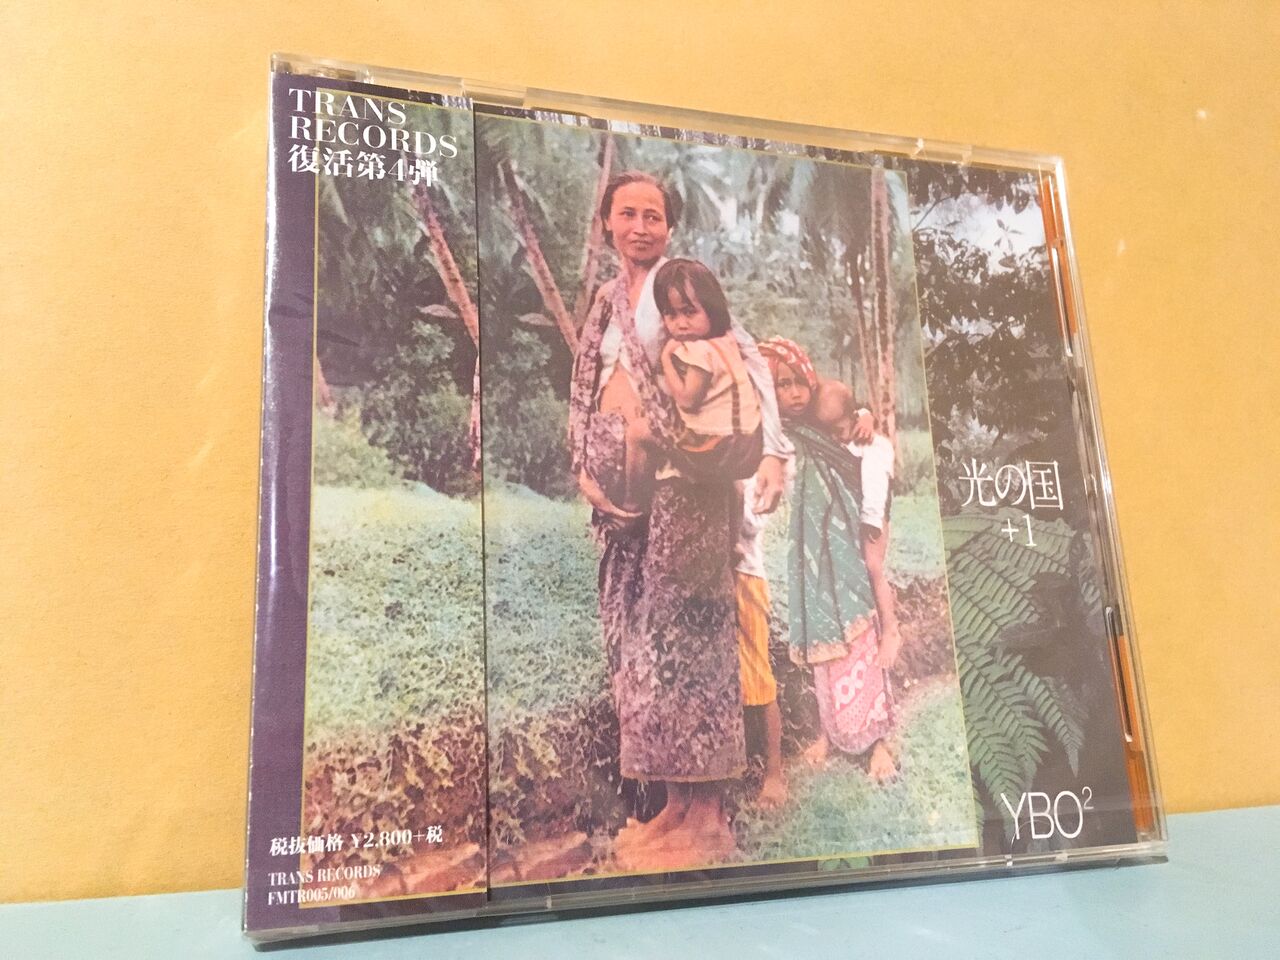 TRANS
RECORDS
復活第4弾
光の国
+1
YBO²
税抜価格 ¥2,800+税
TRANS RECORDS
FMTR005/006